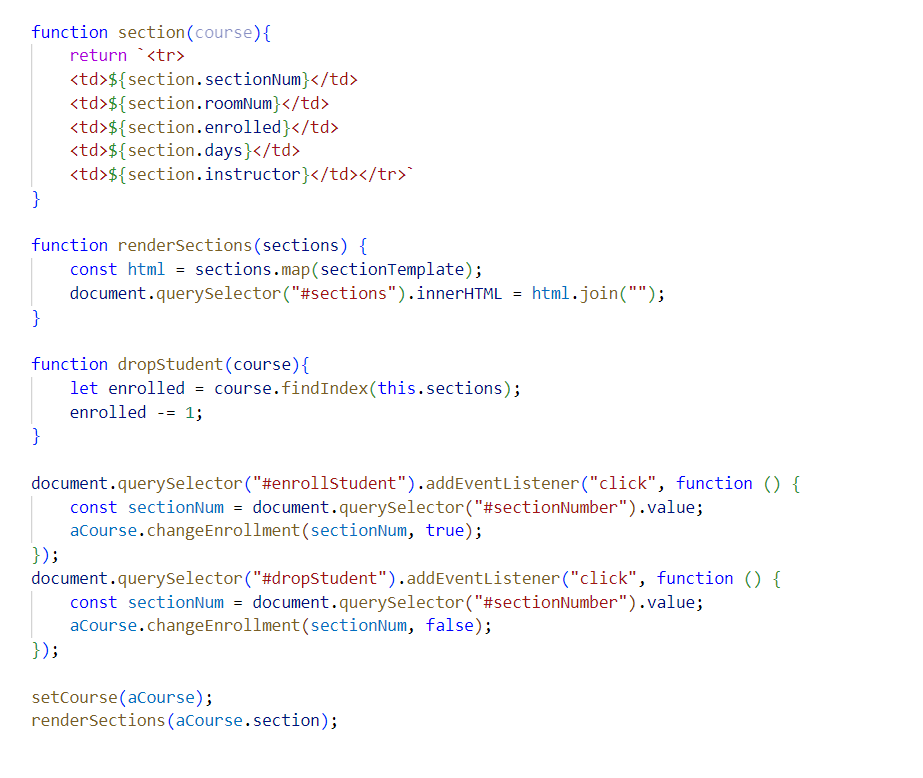 function section(course){
return `<tr>
<td>${section.sectionNum}</td>
<td>${section.roomNum}</td>
<td>${section.enrolled}</td>
<td>${section.days}</td>
<td>${section.instructor}</td></tr>`
}
function renderSections(sections) {
const html = sections.map(sectionTemplate);
document.querySelector("#sections").innerHTML = html.join("");
}
function dropStudent(course){
let enrolled = course.findIndex(this.sections);
enrolled -= 1;
}
document.querySelector("#enrollStudent").addEventListener("click", function () {
const sectionNum = document.querySelector("#sectionNumber").value;
aCourse.changeEnrollment(sectionNum, true);
});
document.querySelector("#dropStudent").addEventListener("click", function () {
const sectionNum = document.querySelector("#sectionNumber").value;
aCourse.changeEnrollment(sectionNum, false);
});
setCourse(aCourse);
renderSections(aCourse.section);